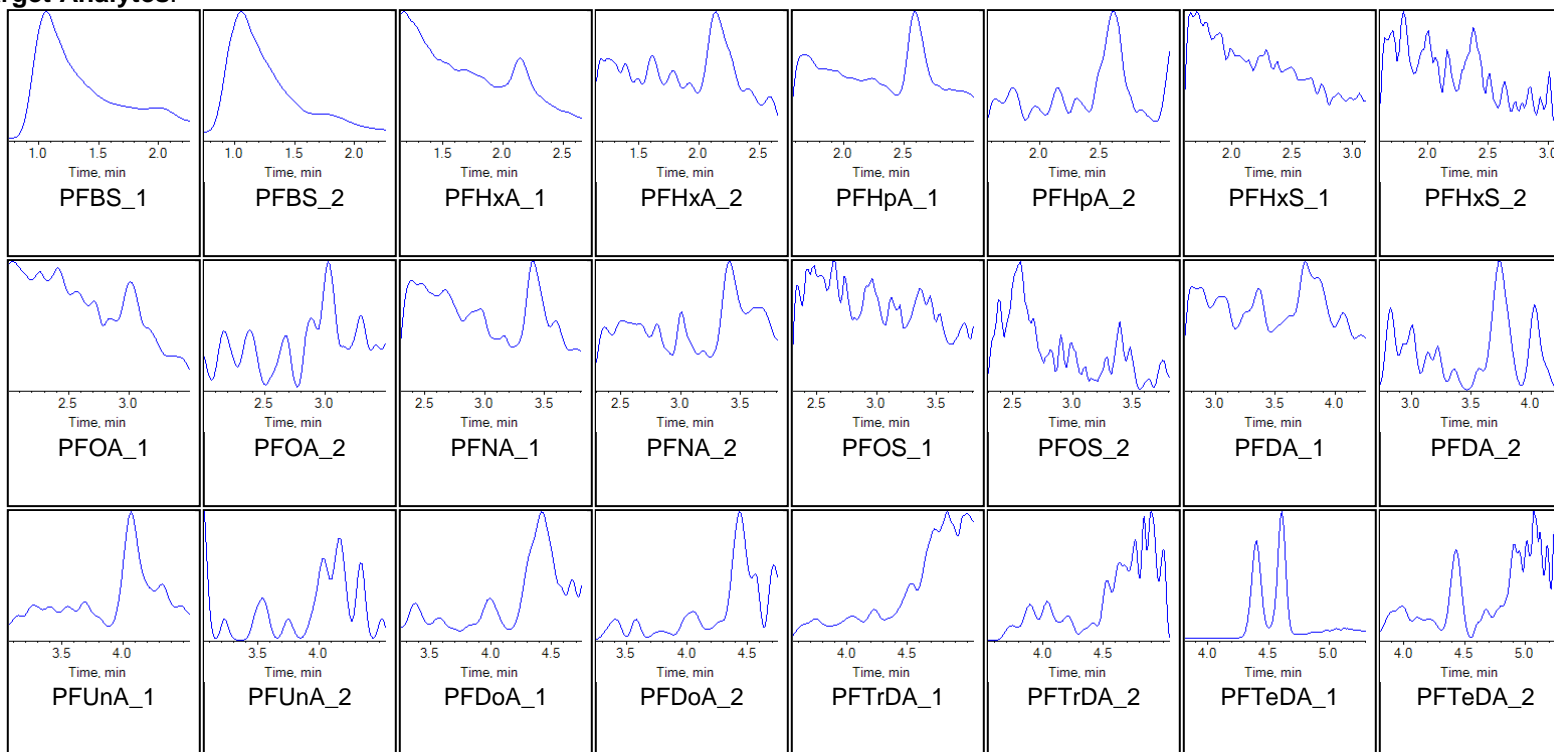 rget Analytes:
1.0 1.5 2.0 1.0 1.5 2.0 1.5 2.0 2.5 1.0 1.5 2.0 2.5 2.0 2.5 2.0 2.5 2.0 2.5 3.0 2.0 2.5 3.0
Time, min Time, min Time, min Time, min Time, min Time, min Time, min Time, min
PFBS_1 PFBS_2 PFHxA_1 PFHxA_2 PFHpA_1 PFHpA_2 PFHxS_1 PFHxS_2
2.5 3.0 2.5 3.0 2.5 3.0 3.5 2.5 3.0 3.5 2.5 3.0 3.5 2.5 3.0 3.5 3.0 3.5 4.0 3.0 3.5 4.0
Time, min Time, min Time, min Time, min Time, min Time, min Time, min Time, min
PFOA_1 PFOA_2 PFNA_1 PFNA_2 PFOS_1 PFOS_2 PFDA_1 PFDA_2
3.5 4.0 3.5 4.0 3.5 4.0 4.5 3.5 4.0 4.5 4.0 4.5 4.0 4.5 4.0 4.5 5.0 4.0 4.5 5.0
Time, min Time, min Time, min Time, min Time, min Time, min Time, min Time, min
PFUnA_1 PFUnA_2 PFDoA_1 PFDoA_2 PFTrDA_1 PFTrDA_2 PFTeDA_1 PFTeDA_2